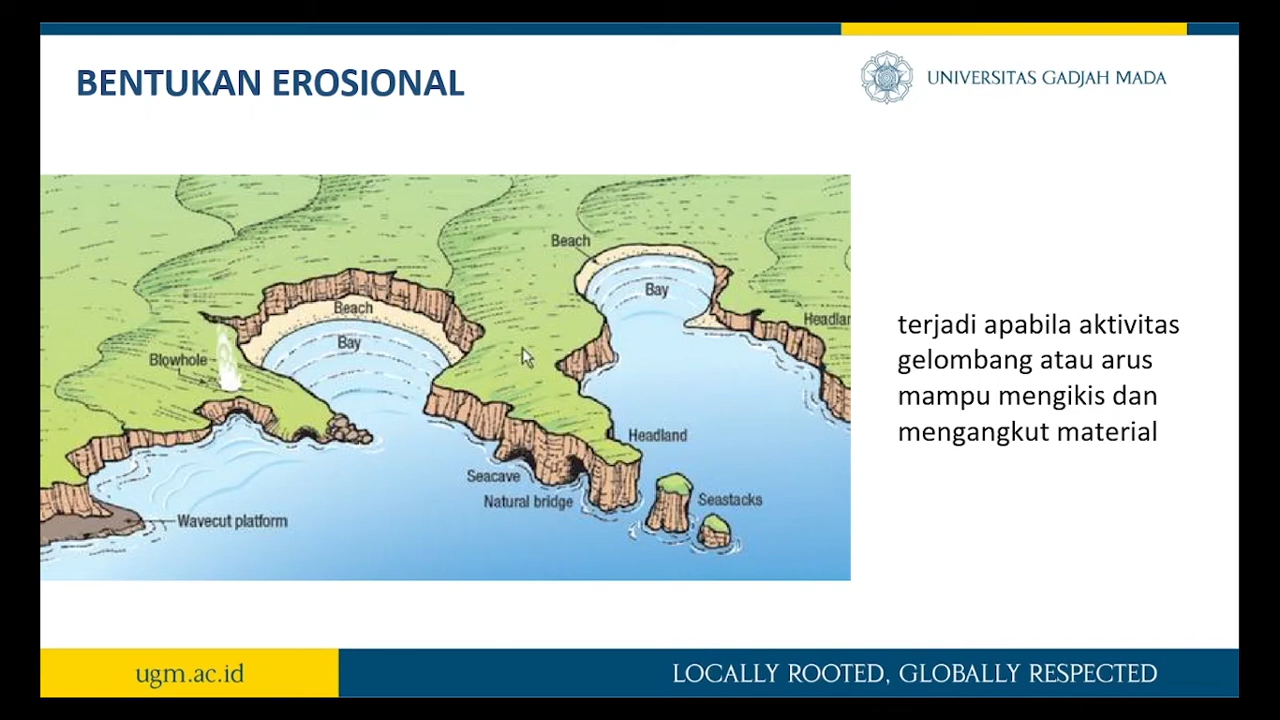 BENTUKAN EROSIONAL
UNIVERSITAS GADJAH MADA
Beach
Bay
Headlan
Beach
Bay
Blowhole
Headland
Seacave
Natural bridge
Seastacks
Wavecut platform
terjadi apabila aktivitas
gelombang atau arus
mampu mengikis dan
mengangkut material
ugm.ac.id
LOCALLY ROOTED, GLOBALLY RESPECTED